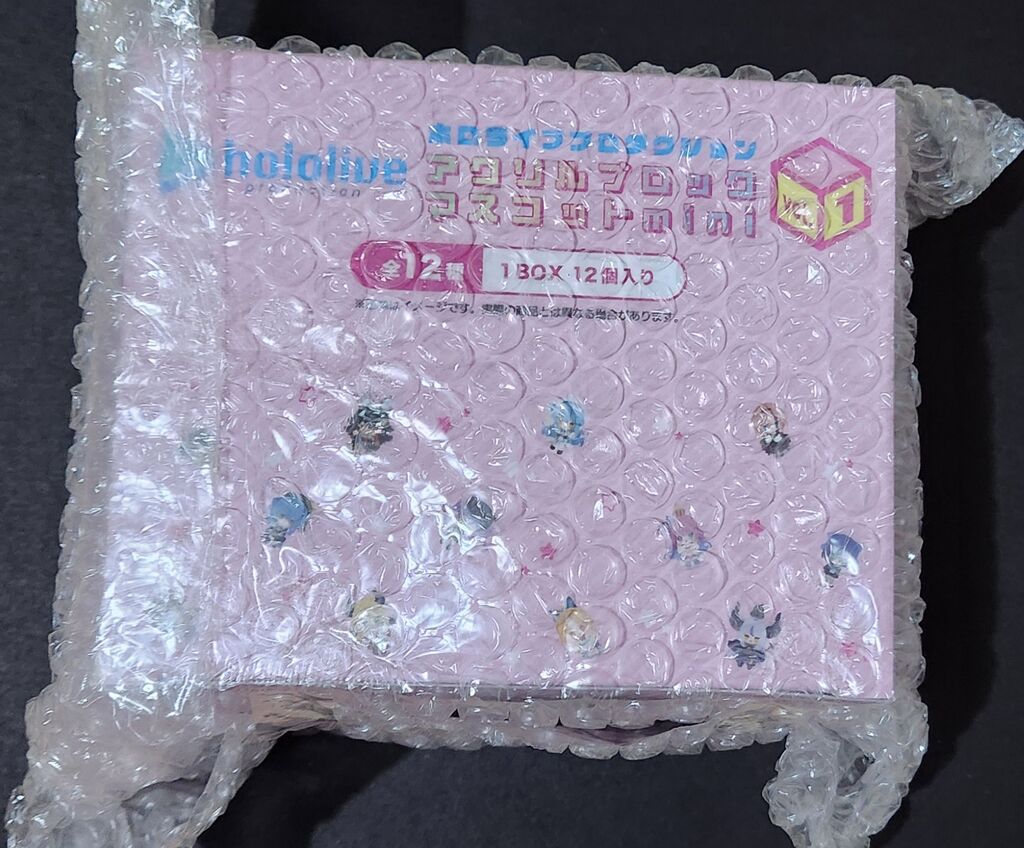 hololive
production
ホロライブプロダクション
アクリルブロック
マスコットmini
Vol. 1
全12種
1BOX 12個入り
※画像はイメージです。実際の商品とは異なる場合があります。